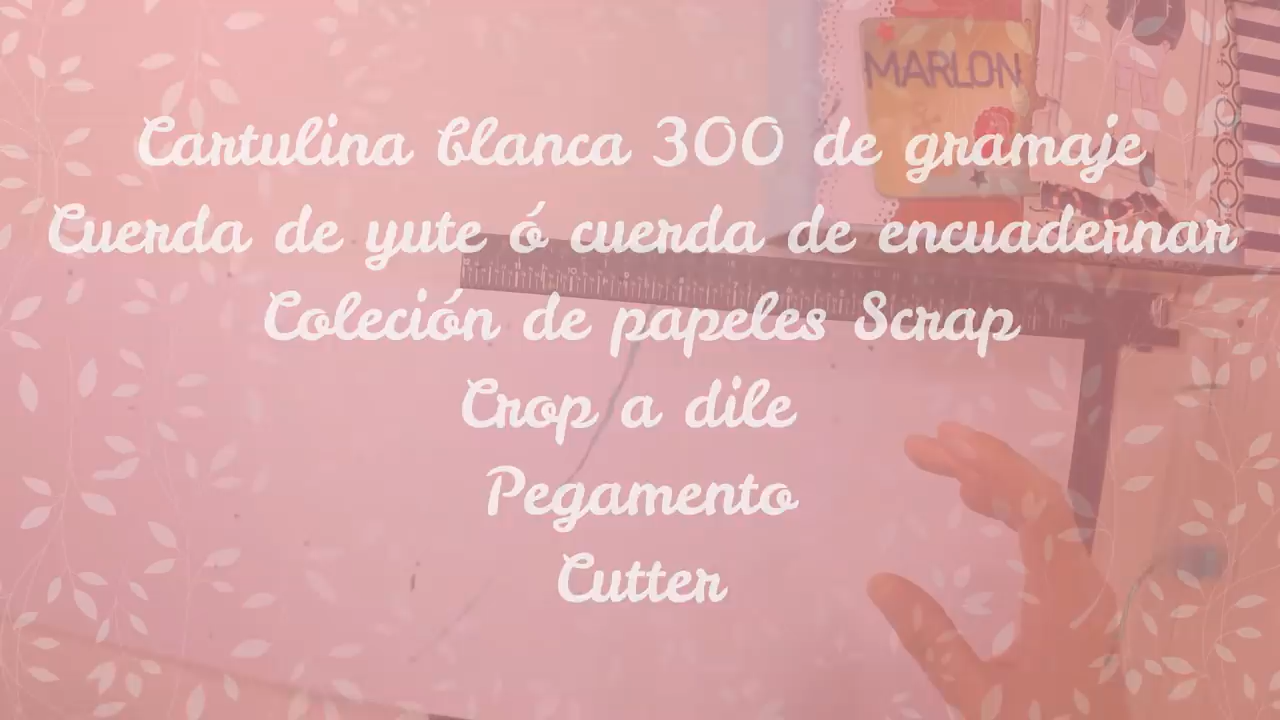 MARLON
Cartulina blanca 300 de gramaje
Cuerda de yute ó cuerda de encuadernar
Coleción de papeles Scrap
Crop a dile
Pegamento
Cutter